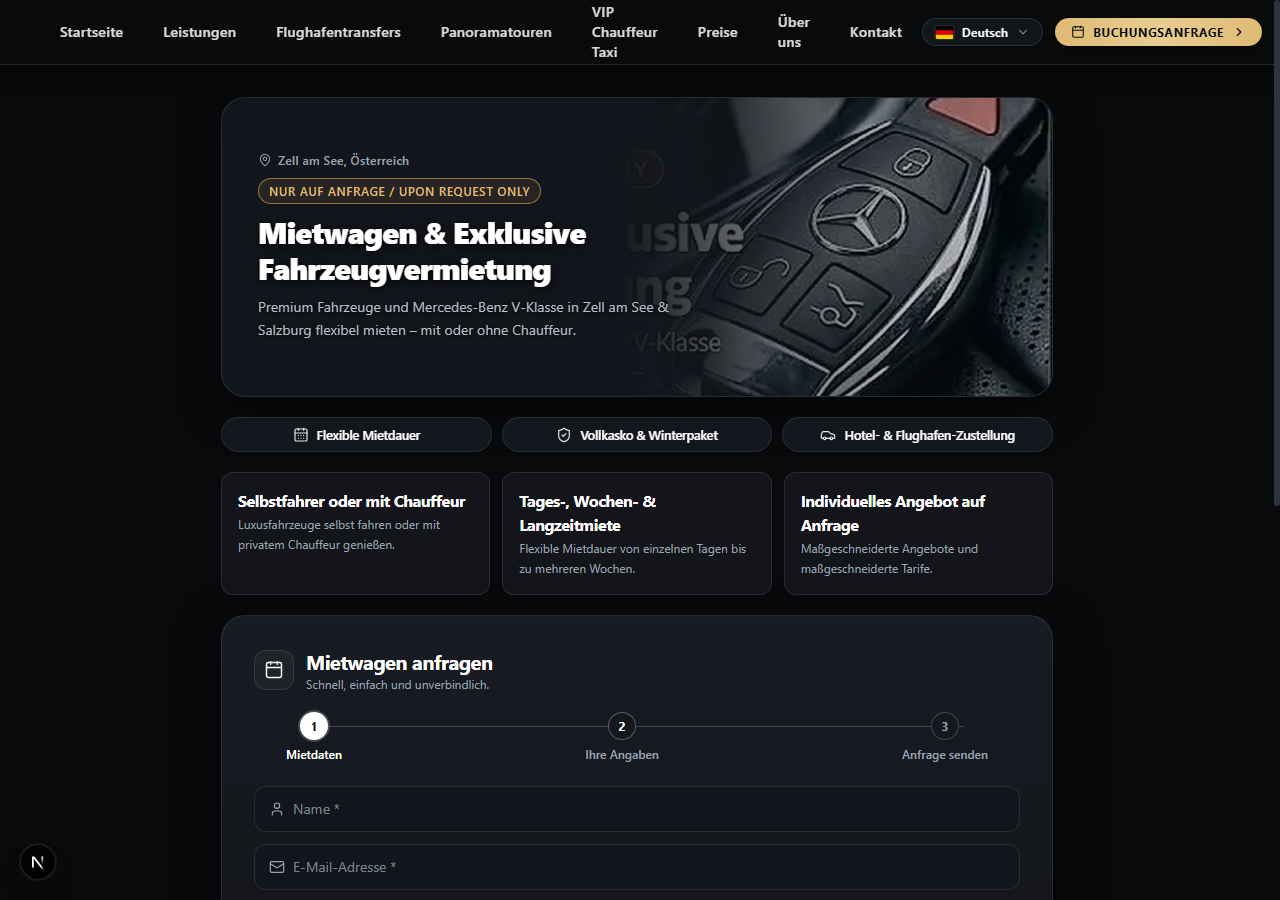 Startseite
Leistungen
Flughafentransfers
Panoramatouren
VIP
Chauffeur
Taxi
Preise
Über
uns
Kontakt
Deutsch
BUCHUNGSANFRAGE
Zell am See, Österreich
NUR AUF ANFRAGE / UPON REQUEST ONLY
LY
Mietwagen & Exklusive
usive
Fahrzeugvermietung
ng
Premium Fahrzeuge und Mercedes-Benz V-Klasse in Zell am See &
Salzburg flexibel mieten – mit oder ohne Chauffeur.
V-Klasse
Flexible Mietdauer
Vollkasko & Winterpaket
Hotel- & Flughafen-Zustellung
Selbstfahrer oder mit Chauffeur
Luxusfahrzeuge selbst fahren oder mit
privatem Chauffeur genießen.
Tages-, Wochen- &
Langzeitmiete
Flexible Mietdauer von einzelnen Tagen bis
zu mehreren Wochen.
Individuelles Angebot auf
Anfrage
Maßgeschneiderte Angebote und
maßgeschneiderte Tarife.
Mietwagen anfragen
Schnell, einfach und unverbindlich.
1
2
3
Mietdaten
Ihre Angaben
Anfrage senden
Name *
E-Mail-Adresse *
N